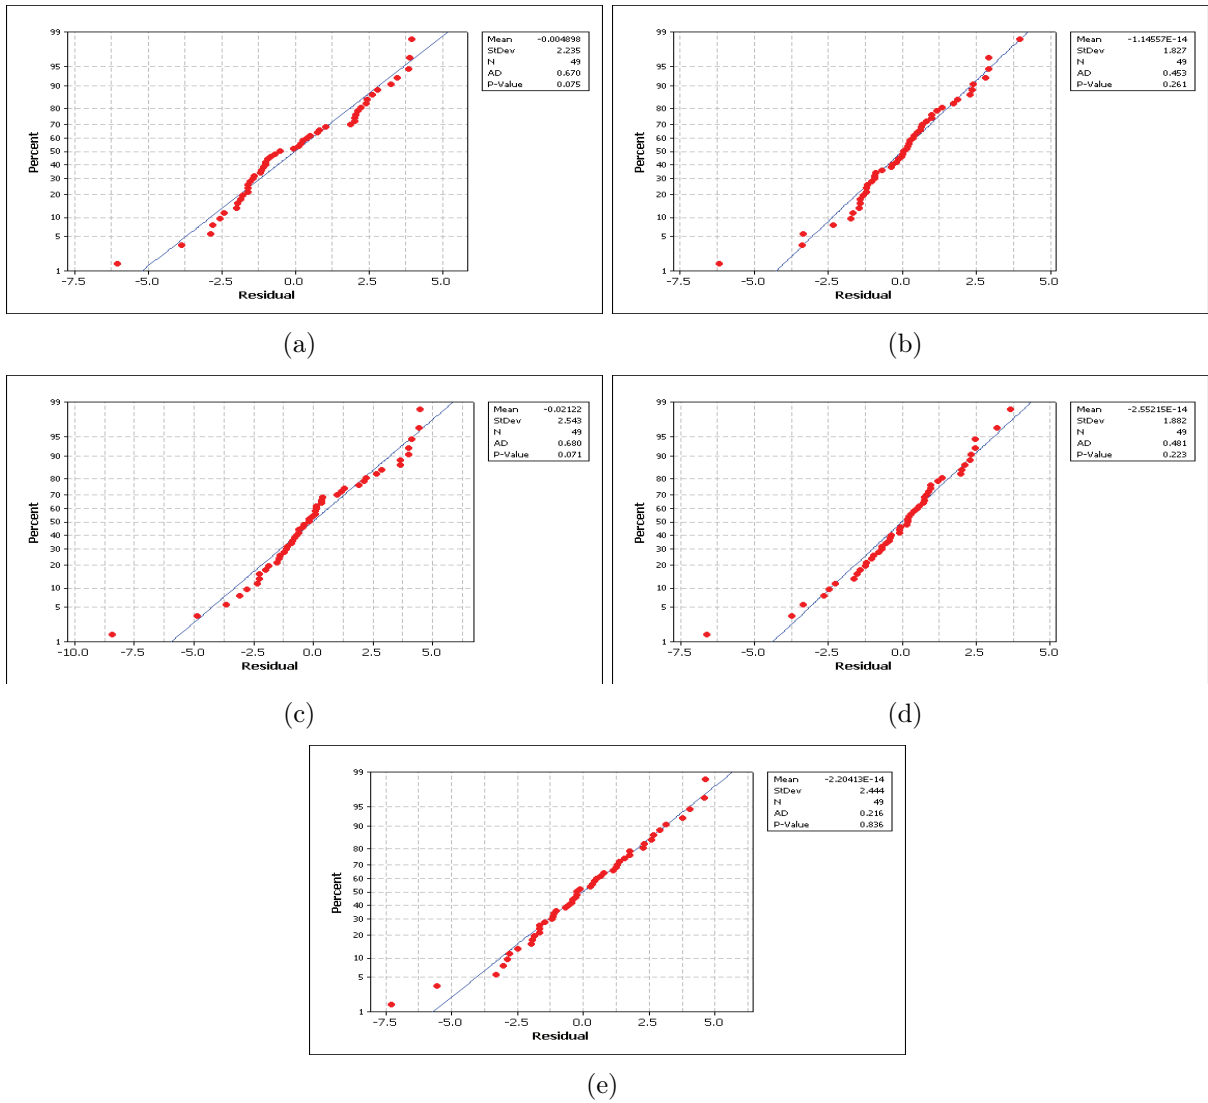 99
95
90
80
70
60
50
40
30
20
10
5
1
Percent
-7.5 -5.0 -2.5 0.0 2.5 5.0
Residual
Mean -0.004898
StDev 2.235
N 49
AD 0.670
P-Value 0.075
(a)
99
95
90
80
70
60
50
40
30
20
10
5
1
Percent
-7.5 -5.0 -2.5 0.0 2.5 5.0
Residual
Mean -1.14557E-14
StDev 1.827
N 49
AD 0.453
P-Value 0.261
(b)
99
95
90
80
70
60
50
40
30
20
10
5
1
Percent
-10.0 -7.5 -5.0 -2.5 0.0 2.5 5.0
Residual
Mean -0.02122
StDev 2.543
N 49
AD 0.680
P-Value 0.071
(c)
99
95
90
80
70
60
50
40
30
20
10
5
1
Percent
-7.5 -5.0 -2.5 0.0 2.5 5.0
Residual
Mean -2.55215E-14
StDev 1.882
N 49
AD 0.481
P-Value 0.223
(d)
99
95
90
80
70
60
50
40
30
20
10
5
1
Percent
-7.5 -5.0 -2.5 0.0 2.5 5.0
Residual
Mean -2.20413E-14
StDev 2.444
N 49
AD 0.216
P-Value 0.836
(e)